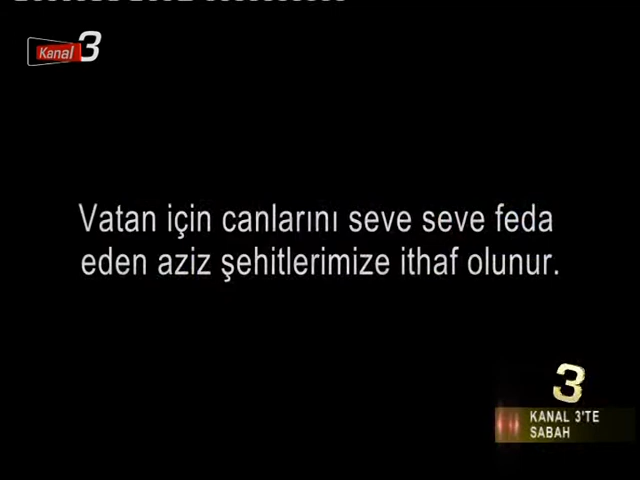 Kanal 3
Vatan için canlarını seve seve feda
eden aziz şehitlerimize ithaf olunur.
3
KANAL 3'TE
SABAH